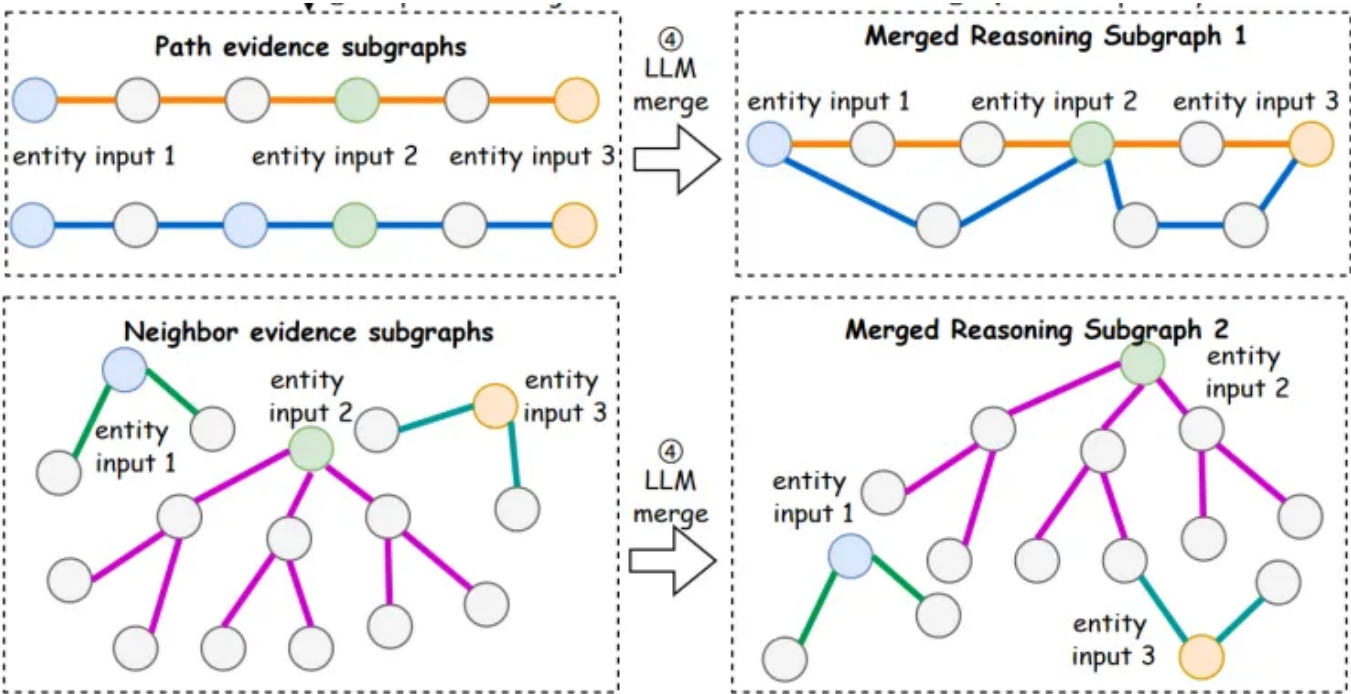 Path evidence subgraphs
entity input 1
entity input 2
entity input 3
④
LLM
merge
Merged Reasoning Subgraph 1
entity input 1
entity input 2
entity input 3
Neighbor evidence subgraphs
entity
input 1
entity
input 2
entity
input 3
④
LLM
merge
Merged Reasoning Subgraph 2
entity
input 2
entity
input 1
entity
input 3